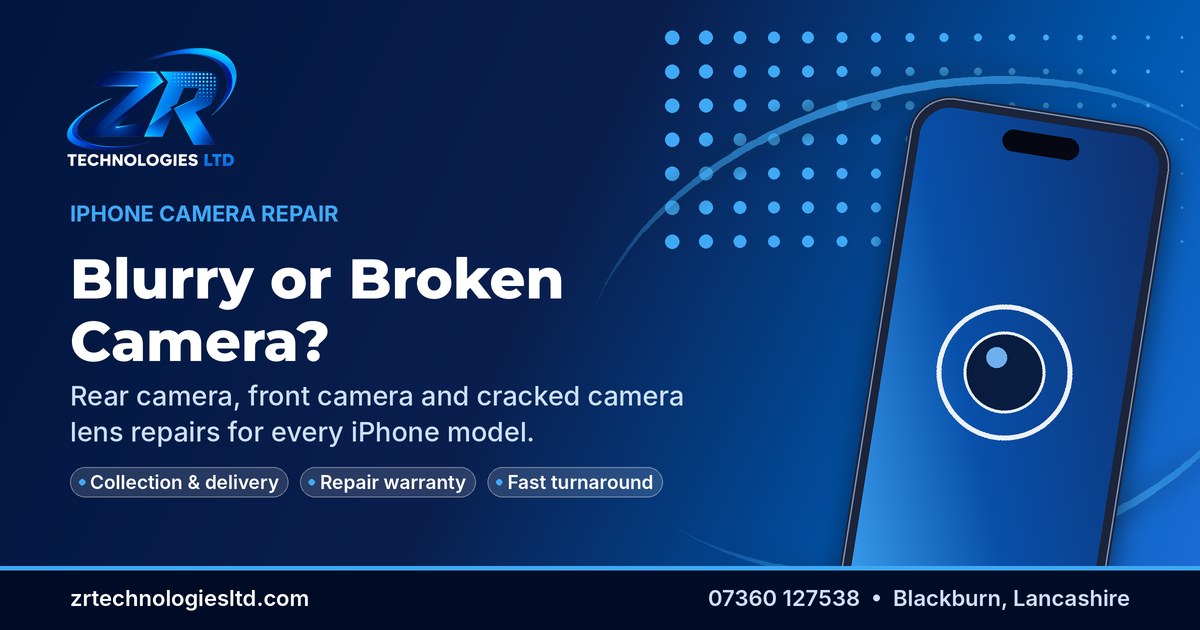 ZR
TECHNOLOGIES LTD
IPHONE CAMERA REPAIR
Blurry or Broken
Camera?
Rear camera, front camera and cracked camera
lens repairs for every iPhone model.
• Collection & delivery • Repair warranty • Fast turnaround
zrtechnologiesltd.com 07360 127538 • Blackburn, Lancashire